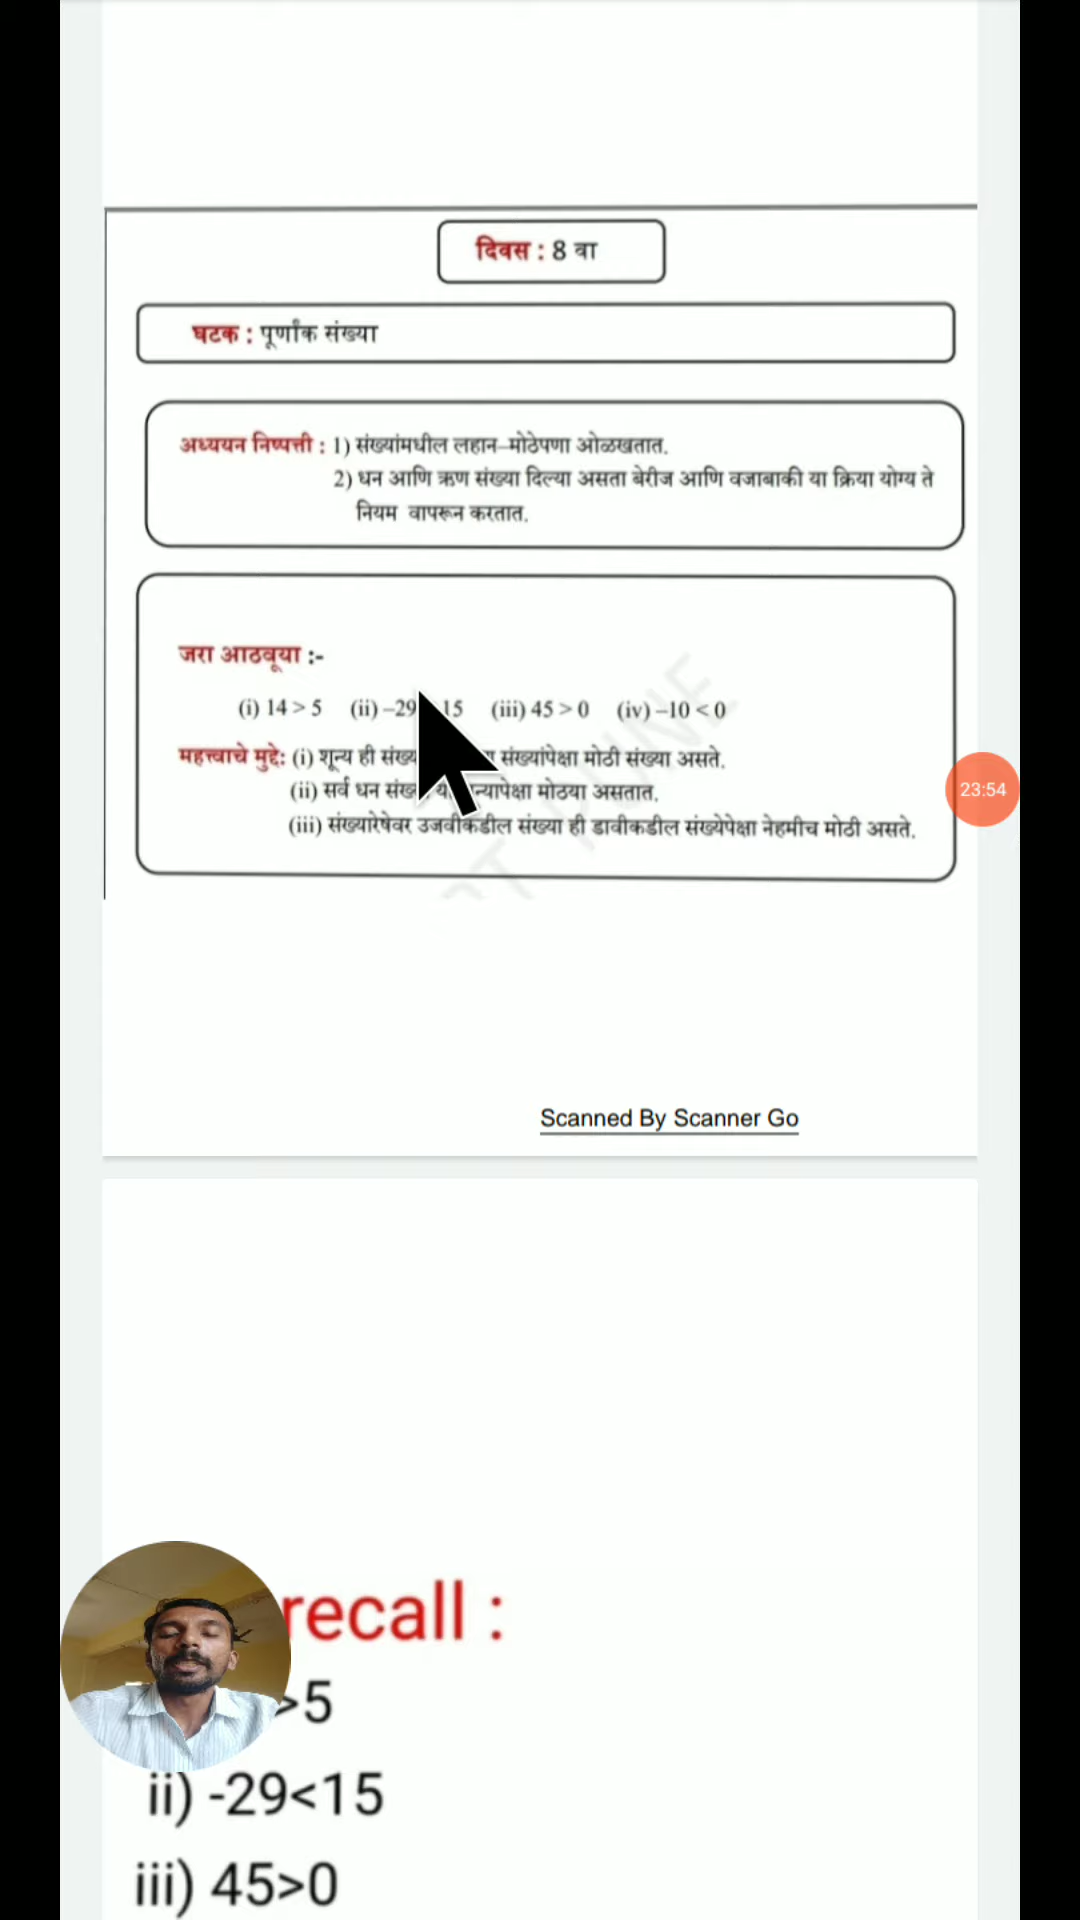 दिवस : 8 वा
घटक : पूर्णांक संख्या
अध्ययन निष्पत्ती : 1) संख्यांमधील लहान–मोठेपणा ओळखतात.
2) धन आणि ऋण संख्या दिल्या असता बेरीज आणि वजाबाकी या क्रिया योग्य ते
नियम वापरून करतात.
जरा आठवूया :-
(i) 14 > 5 (ii) –29 15 (iii) 45 > 0 (iv) –10 < 0
महत्त्वाचे मुद्दे: (i) शून्य ही संख्यांपेक्षा मोठी संख्या असते.
(ii) सर्व धन मोठया असतात.
(iii) संख्यारेषेवर उजवीकडील संख्या ही डावीकडील संख्येपेक्षा नेहमीच मोठी असते.
23:54
PUNE
Scanned By Scanner Go
recall :
>5
ii) -29<15
iii) 45>0